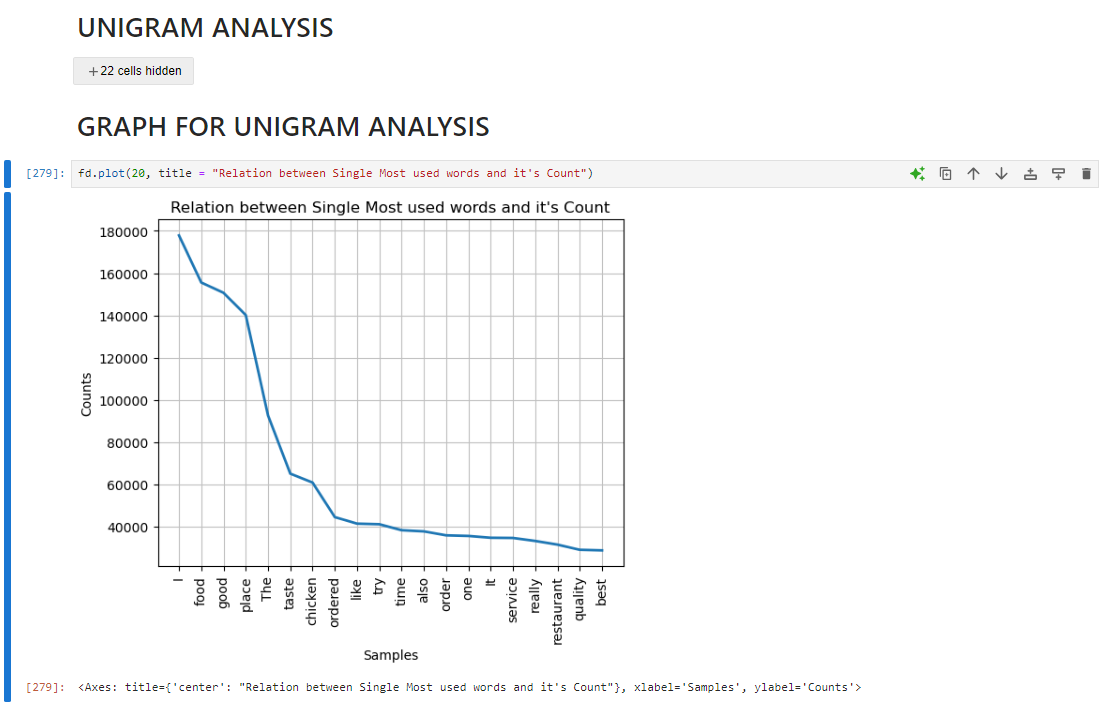 UNIGRAM ANALYSIS
+22 cells hidden
GRAPH FOR UNIGRAM ANALYSIS
[279]: fd.plot(20, title = "Relation between Single Most used words and it's Count")
Relation between Single Most used words and it's Count
180000
160000
140000
120000
100000
80000
60000
40000
Counts
I
food
good
place
The
taste
chicken
ordered
like
try
time
also
order
one
It
service
really
restaurant
quality
best
Samples
[279]: <Axes: title={'center': "Relation between Single Most used words and it's Count"}, xlabel='Samples', ylabel='Counts'>